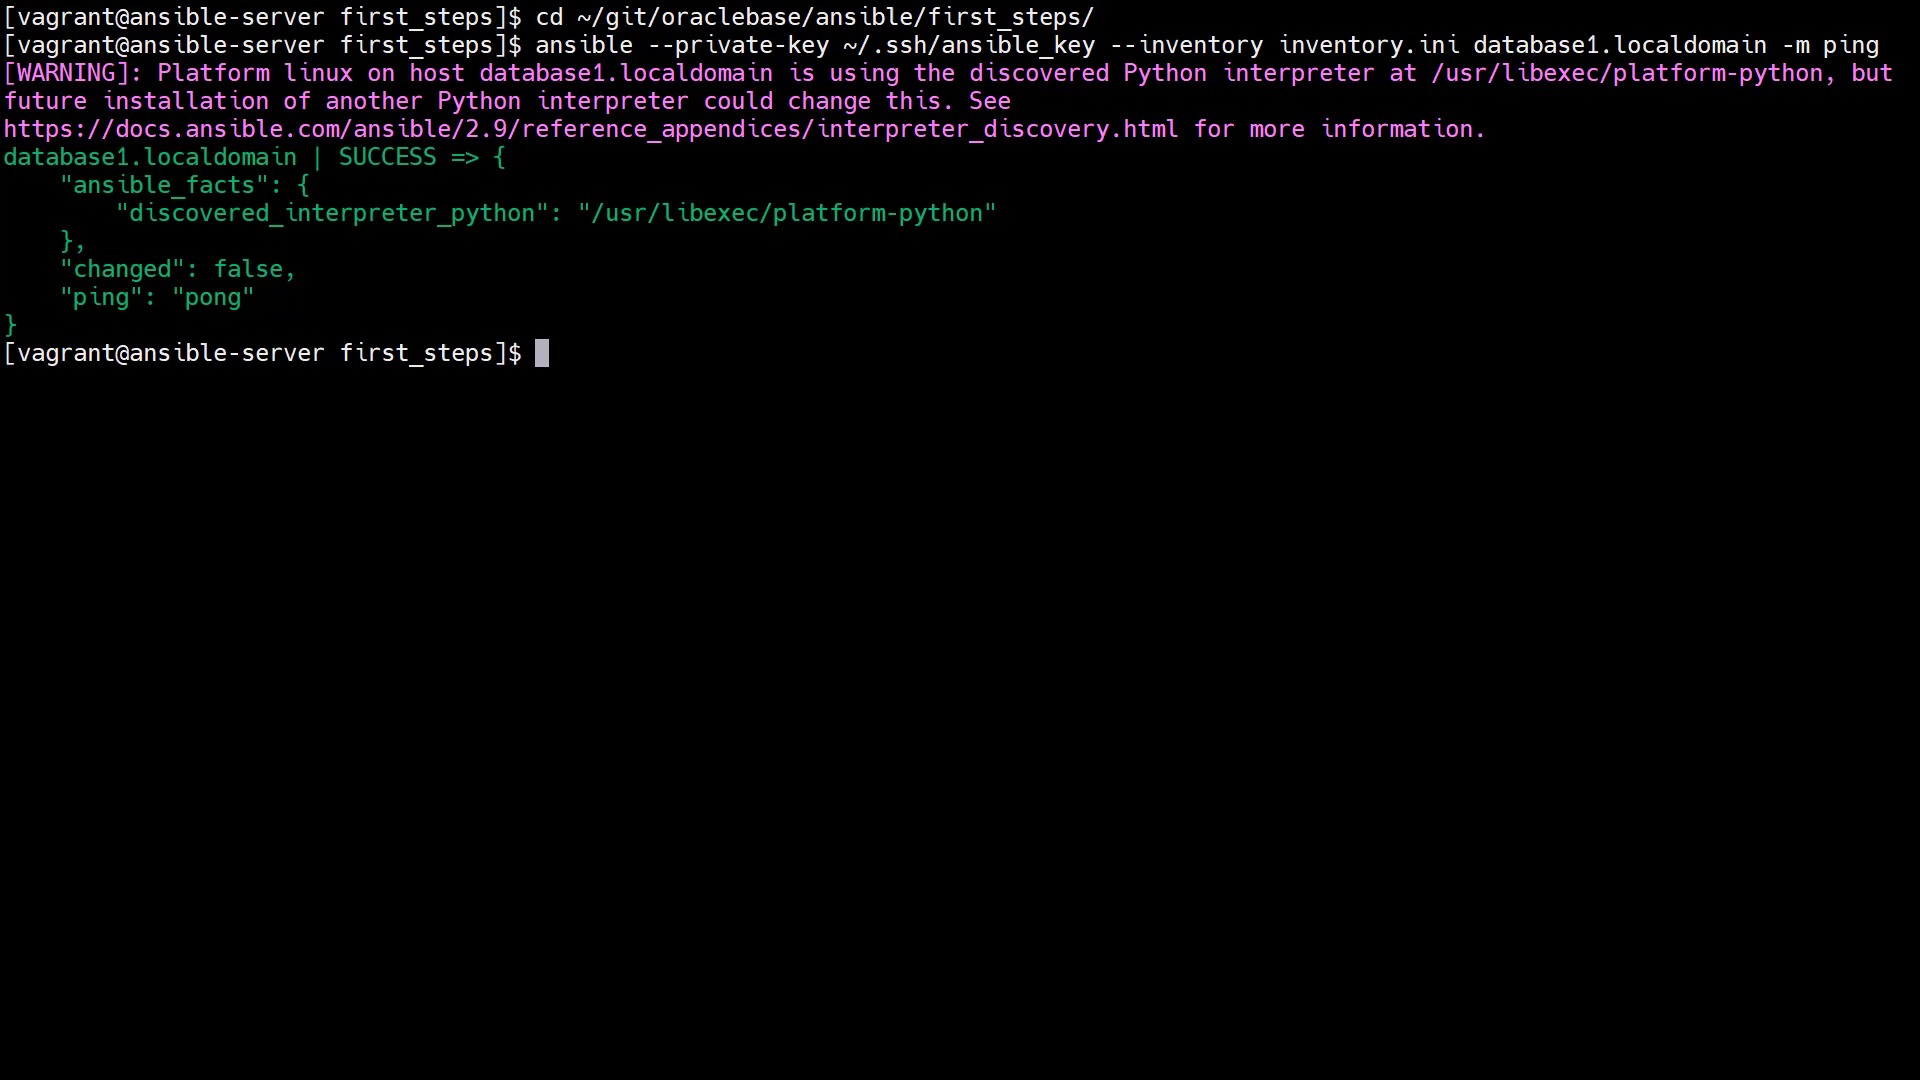 [vagrant@ansible-server first_steps]$ cd ~/git/oraclebase/ansible/first_steps/
[vagrant@ansible-server first_steps]$ ansible --private-key ~/.ssh/ansible_key --inventory inventory.ini database1.localdomain -m ping
[WARNING]: Platform linux on host database1.localdomain is using the discovered Python interpreter at /usr/libexec/platform-python, but
future installation of another Python interpreter could change this. See
https://docs.ansible.com/ansible/2.9/reference_appendices/interpreter_discovery.html for more information.
database1.localdomain | SUCCESS => {
    "ansible_facts": {
        "discovered_interpreter_python": "/usr/libexec/platform-python"
    },
    "changed": false,
    "ping": "pong"
}
[vagrant@ansible-server first_steps]$